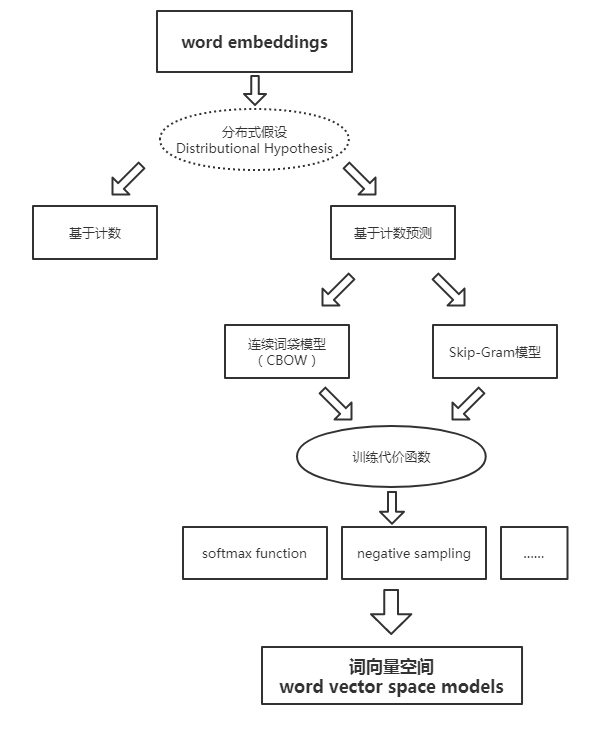 word embeddings
分布式假设
Distributional Hypothesis
基于计数
基于计数预测
连续词袋模型
（CBOW）
Skip-Gram模型
训练代价函数
softmax function
negative sampling
……
词向量空间
word vector space models